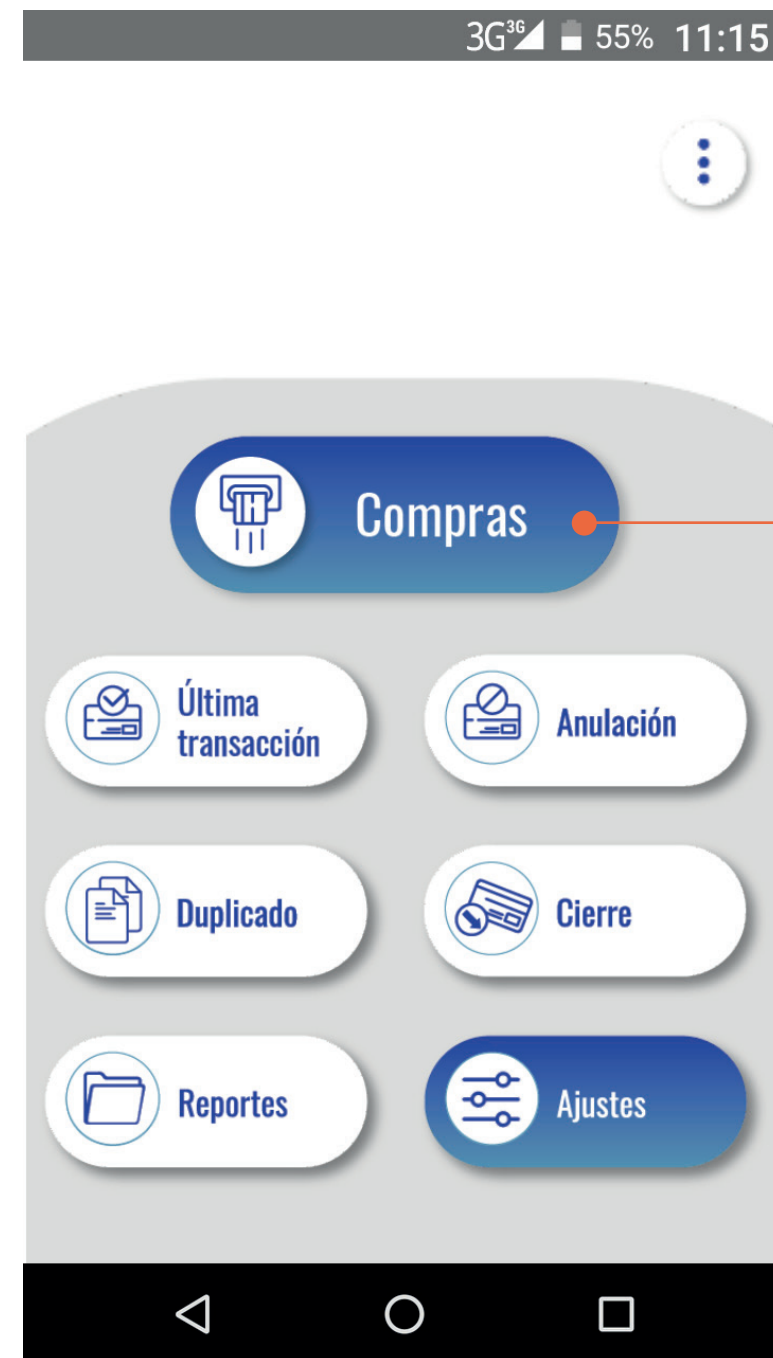 3G 3G 55% 11:15
Compras
Última
transacción
Anulación
Duplicado
Cierre
Reportes
Ajustes